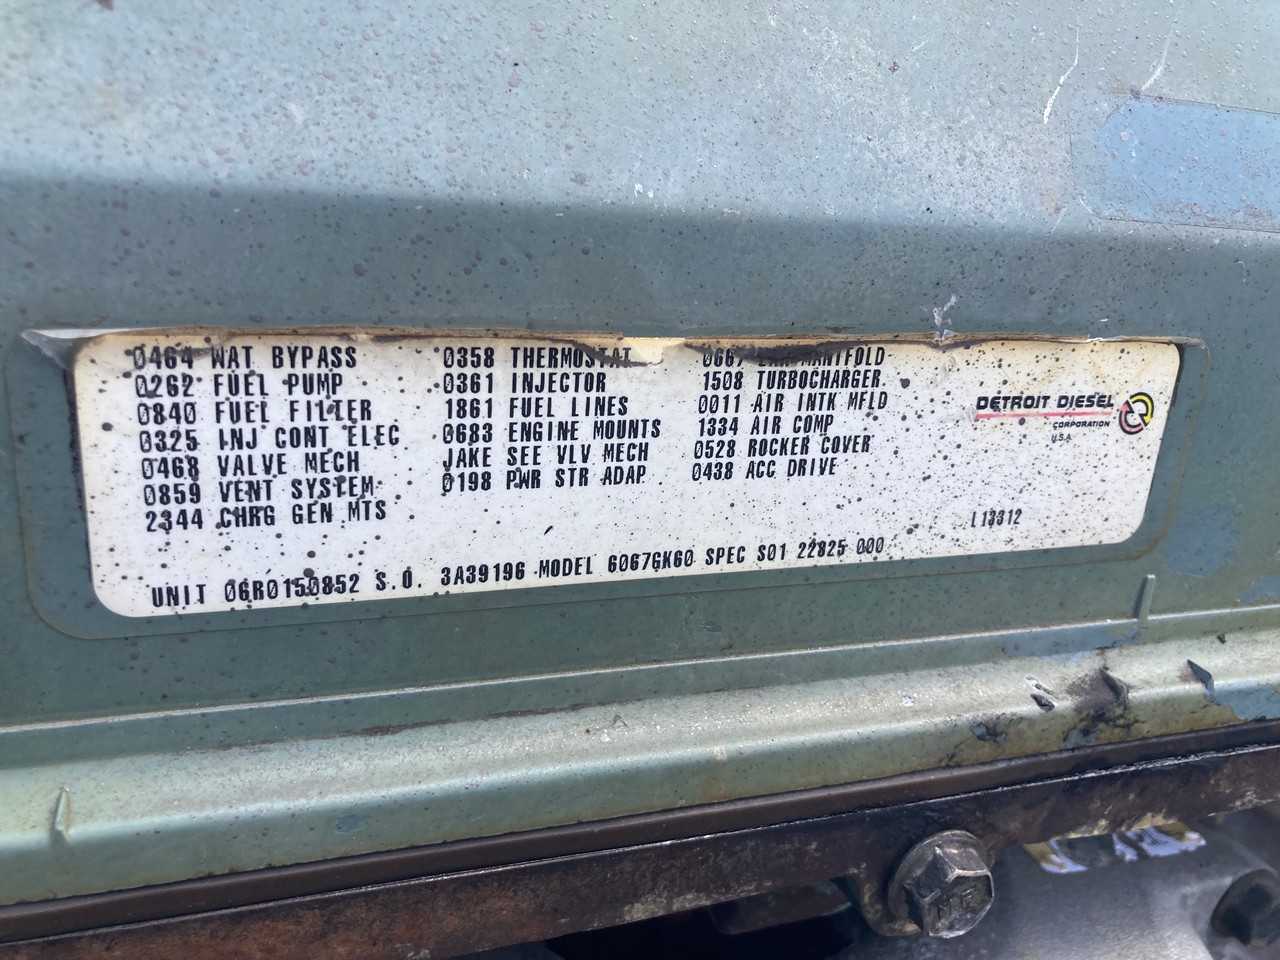 0464 WAT BYPASS
0262 FUEL PUMP
0840 FUEL FILTER
0325 INJ CONT ELEC
0468 VALVE MECH
0859 VENT SYSTEM
2344 CHRG GEN MTS
0358 THERMOSTAT
0361 INJECTOR
1861 FUEL LINES
0683 ENGINE MOUNTS
JAKE SEE VLV MECH
0198 PWR STR ADAP
MANIFOLD
1508 TURBOCHARGER
0011 AIR INTK MFLD
1334 AIR COMP
0528 ROCKER COVER
0438 ACC DRIVE
DETROIT DIESEL
CORPORATION
U.S.A.
L13312
UNIT 06R0150852 S.O. 3A39196 MODEL 6067GK60 SPEC S01 22825 000